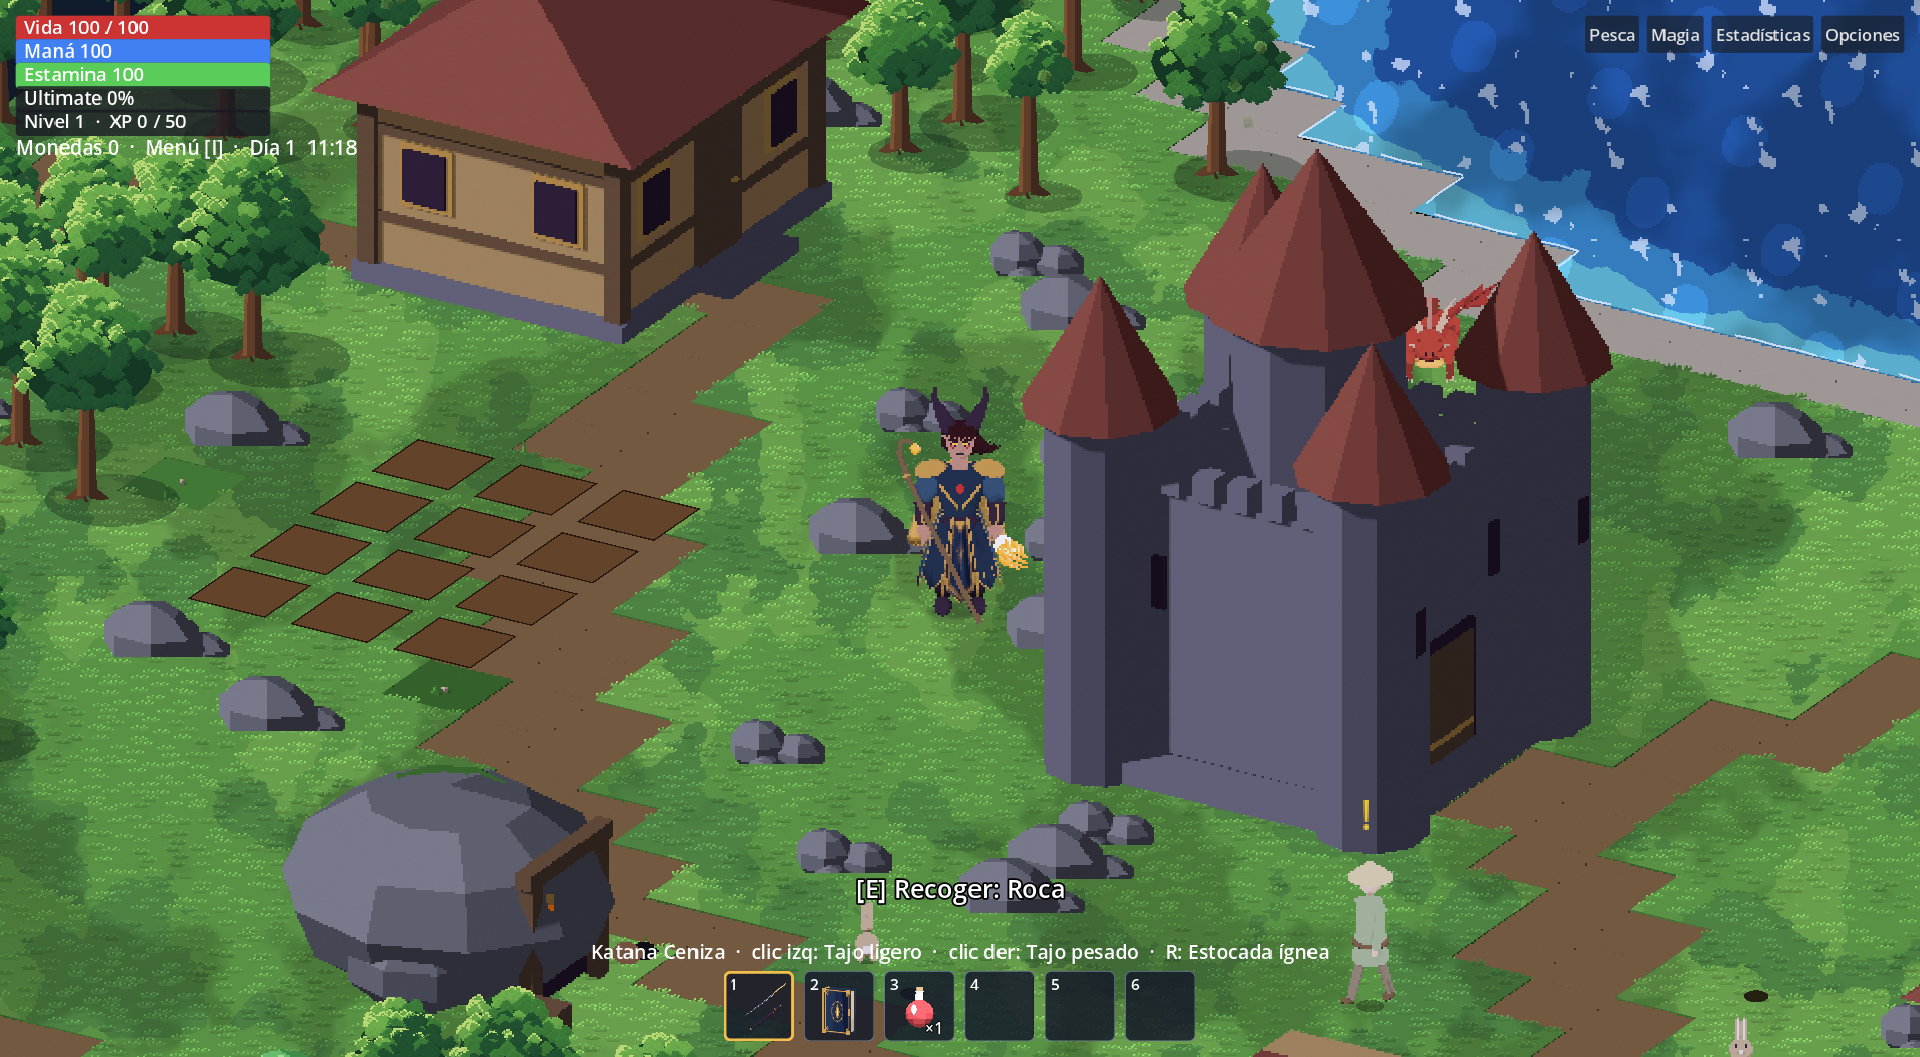 Vida 100 / 100
Maná 100
Estamina 100
Ultimate 0%
Nivel 1 · XP 0 / 50
Monedas 0 · Menú [I] · Día 1 11:18
Pesca Magia Estadísticas Opciones
!
[E] Recoger: Roca
Katana Ceniza · clic izq: Tajo ligero · clic der: Tajo pesado · R: Estocada ígnea
1 2 3 4 5 6
×1